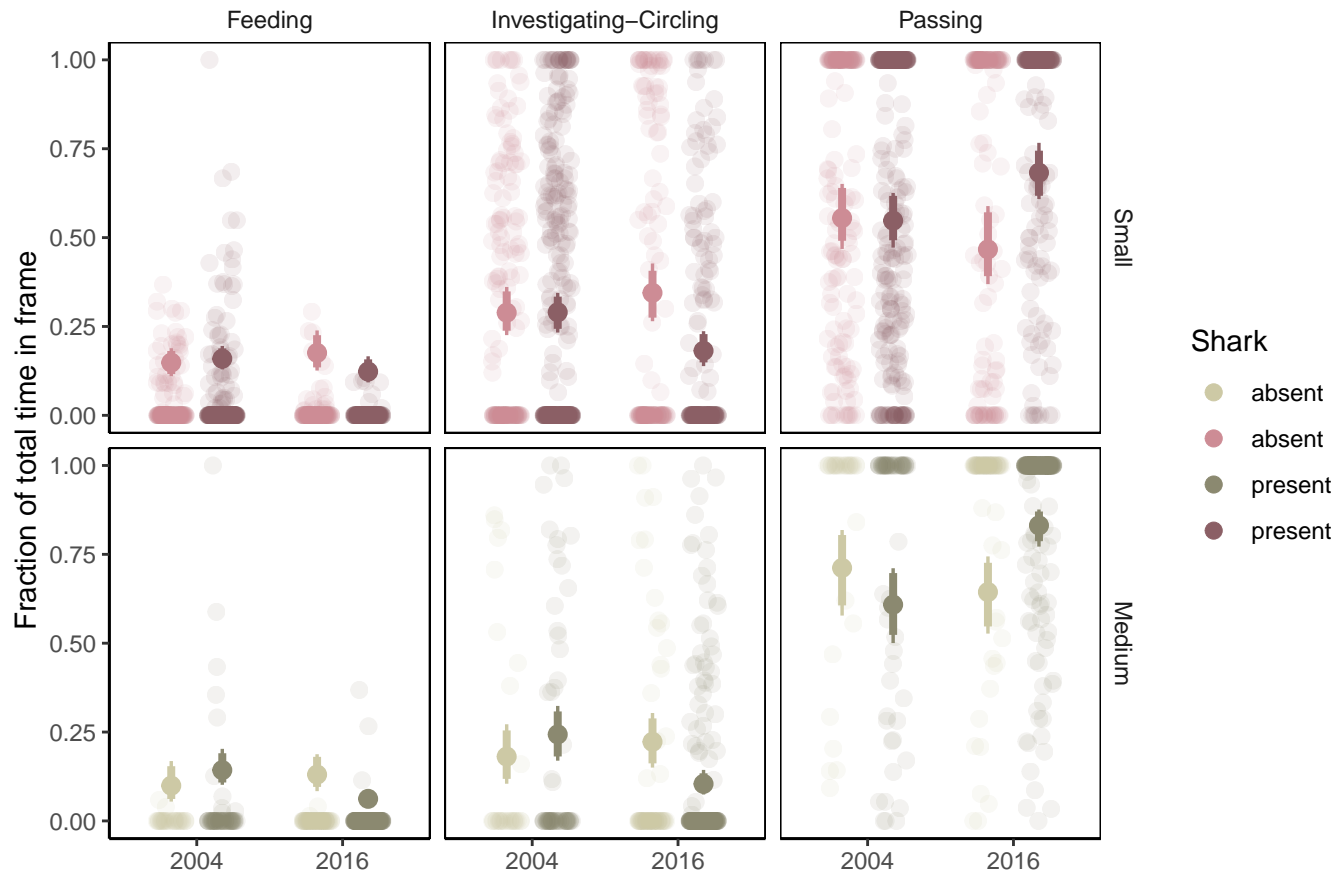 Feeding
Investigating−Circling
Passing
Fraction of total time in frame
1.00
0.75
0.50
0.25
0.00
Small
1.00
0.75
0.50
0.25
0.00
Medium
2004
2016
2004
2016
2004
2016
Shark
absent
absent
present
present